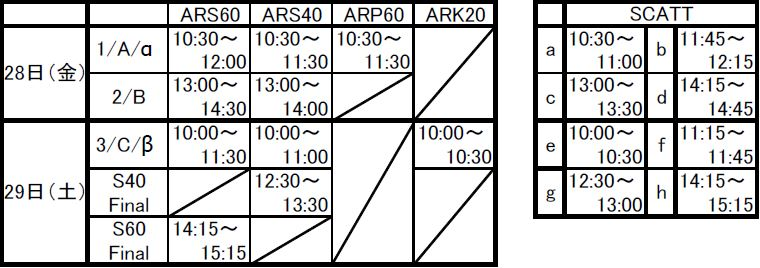 ARS60 ARS40 ARP60 ARK20
28日(金) 1/A/α 10:30～12:00 10:30～11:30 10:30～11:30
2/B 13:00～14:30 13:00～14:00
29日(土) 3/C/β 10:00～11:30 10:00～11:00 10:00～10:30
S40 Final 12:30～13:30
S60 Final 14:15～15:15
SCATT
a 10:30～11:00 b 11:45～12:15
c 13:00～13:30 d 14:15～14:45
e 10:00～10:30 f 11:15～11:45
g 12:30～13:00 h 14:15～15:15